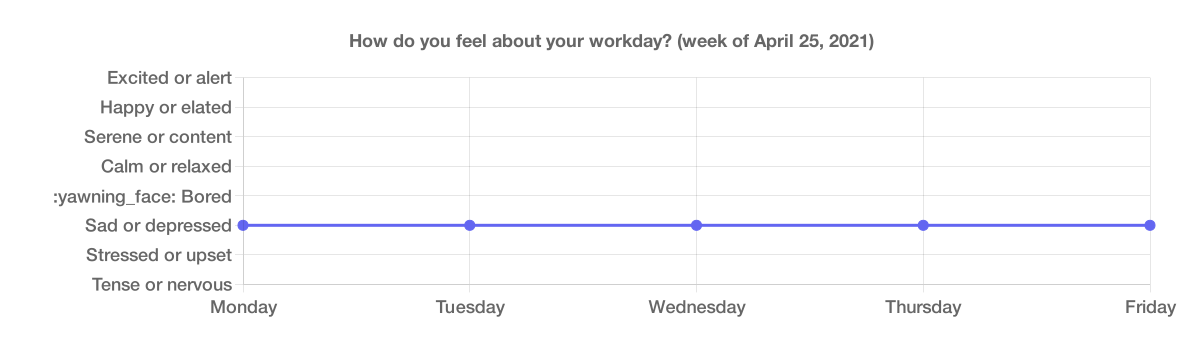 How do you feel about your workday? (week of April 25, 2021)
Excited or alert
Happy or elated
Serene or content
Calm or relaxed
:yawning_face: Bored
Sad or depressed
Stressed or upset
Tense or nervous
Monday Tuesday Wednesday Thursday Friday